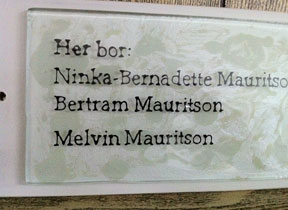 Her bor:
Ninka-Bernadette Mauritso
Bertram Mauritson
Melvin Mauritson